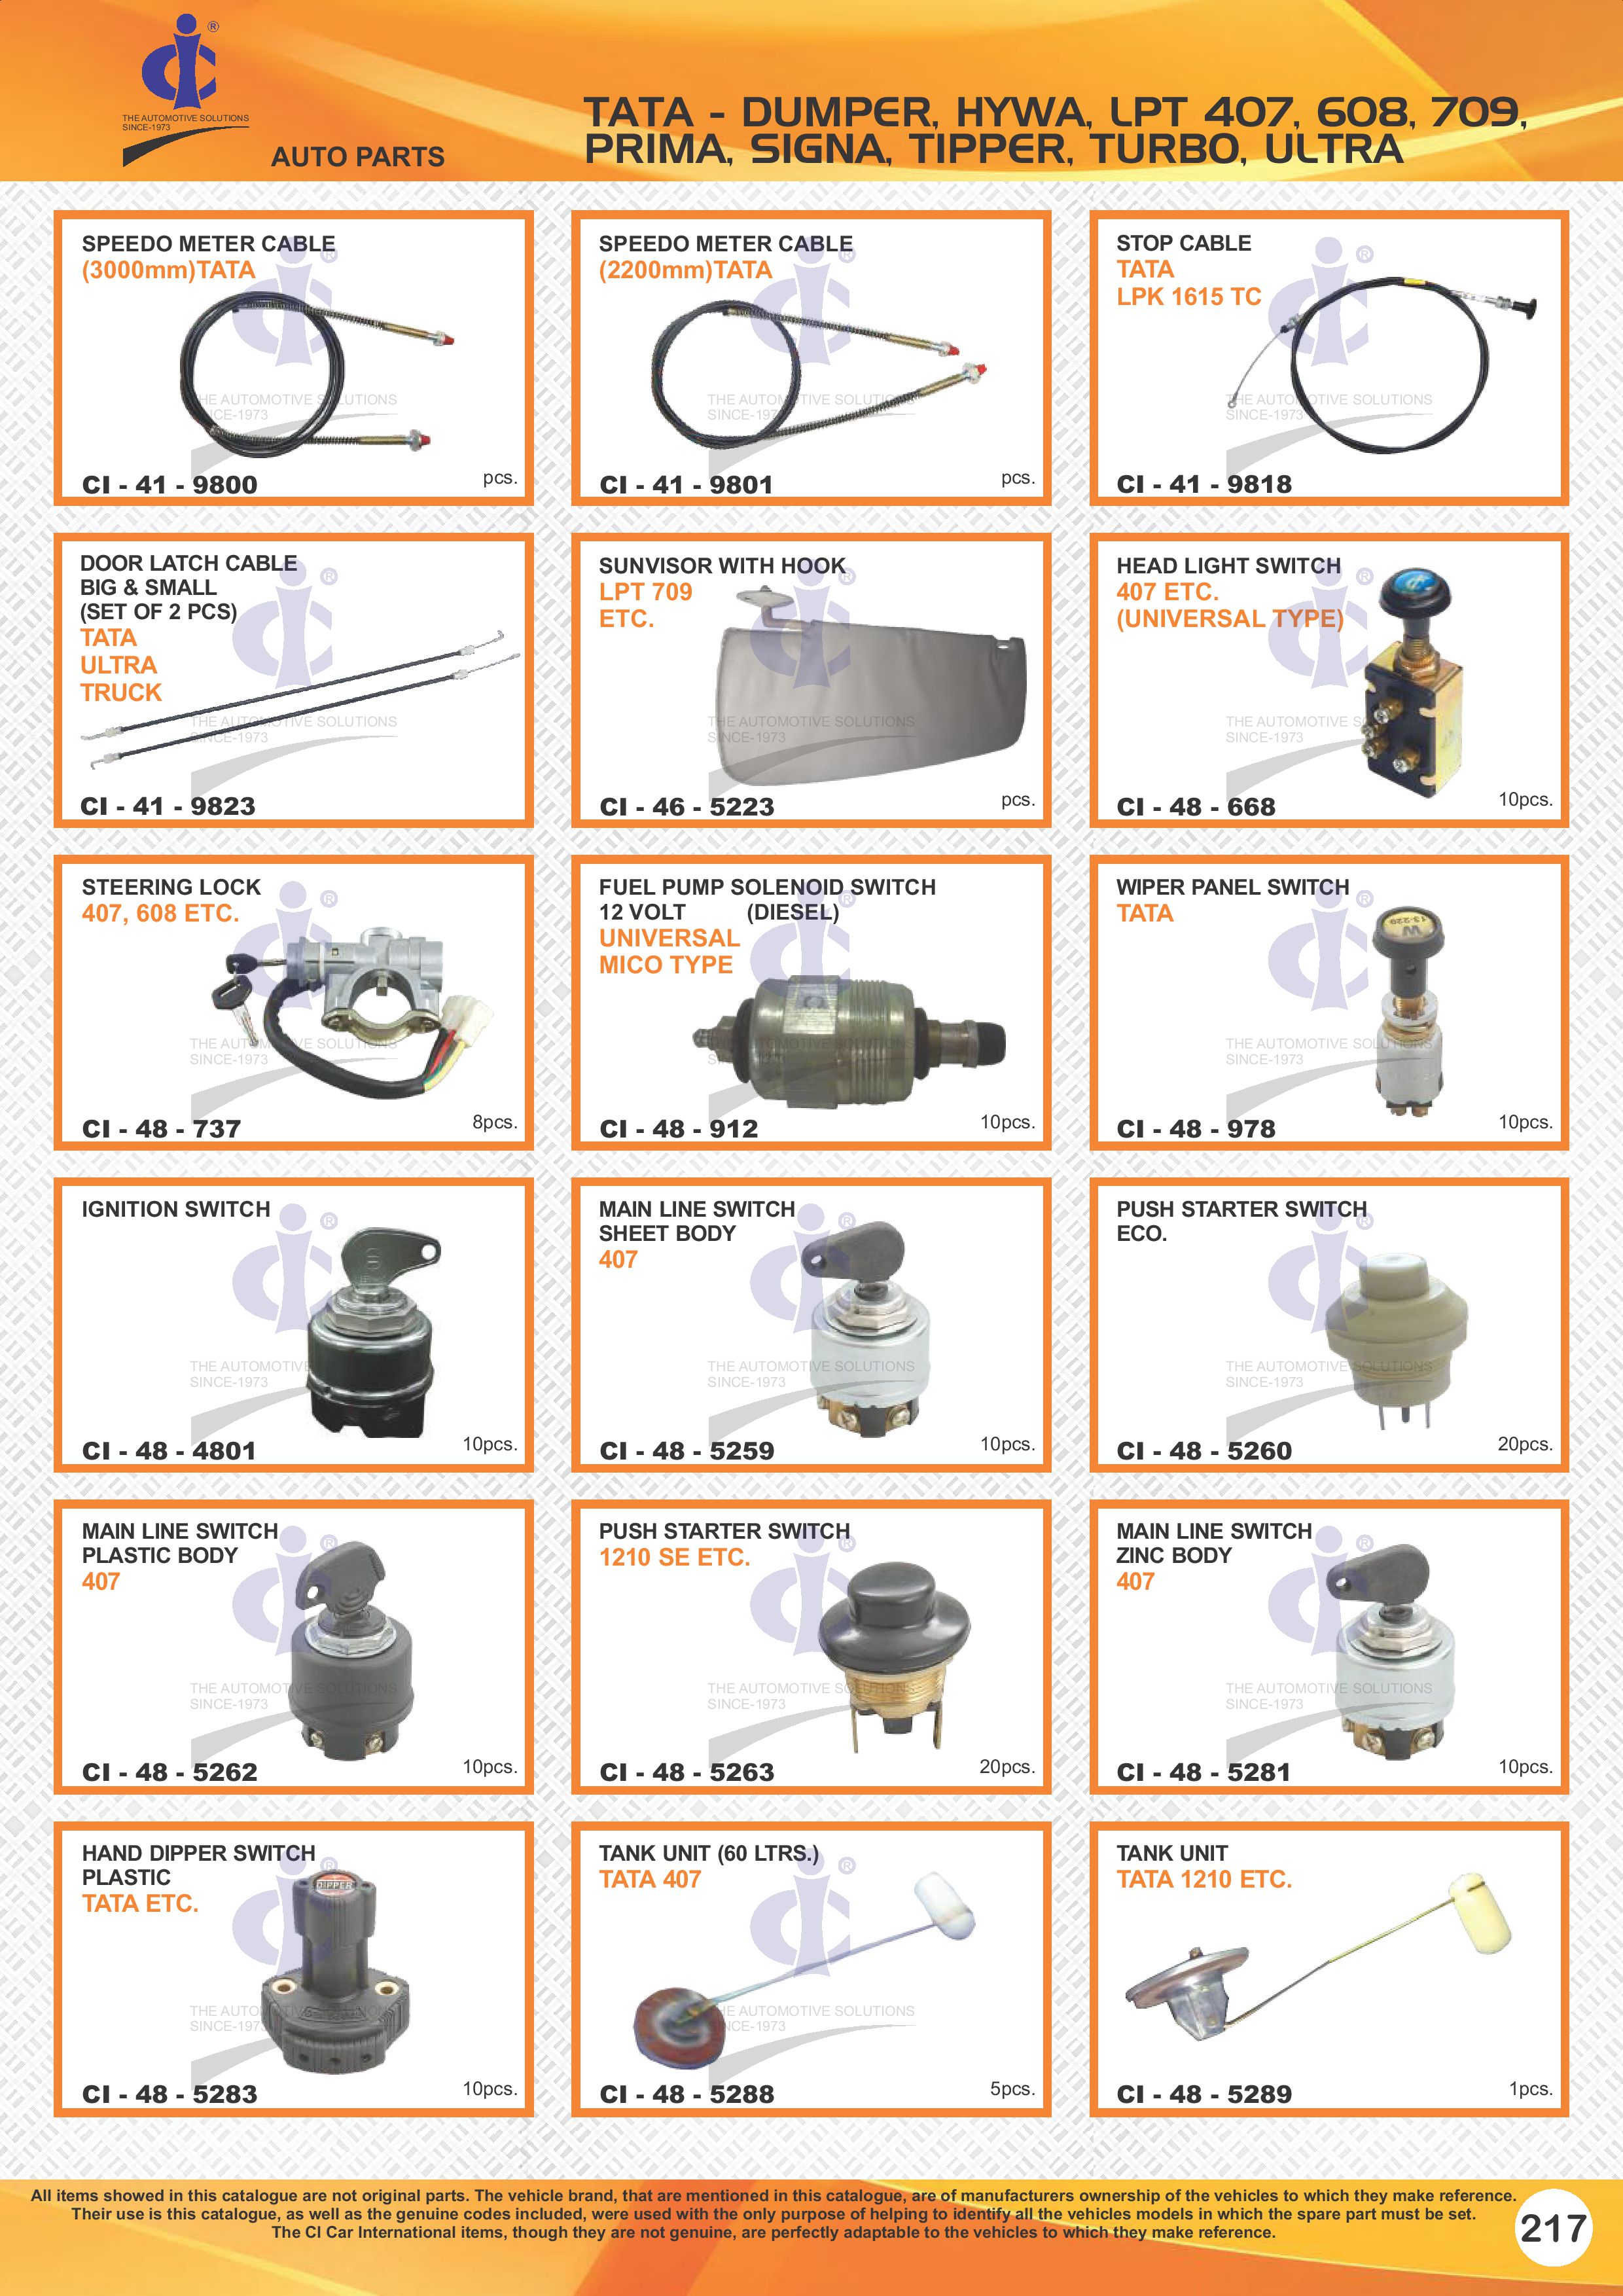 ®
THE AUTOMOTIVE SOLUTIONS
SINCE-1973
AUTO PARTS
TATA - DUMPER, HYWA, LPT 407, 608, 709,
PRIMA, SIGNA, TIPPER, TURBO, ULTRA
SPEEDO METER CABLE
(3000mm)TATA
CI - 41 - 9800
pcs.
SPEEDO METER CABLE
(2200mm)TATA
CI - 41 - 9801
pcs.
STOP CABLE
TATA
LPK 1615 TC
CI - 41 - 9818
DOOR LATCH CABLE
BIG & SMALL
(SET OF 2 PCS)
TATA
ULTRA
TRUCK
CI - 41 - 9823
SUNVISOR WITH HOOK
LPT 709
ETC.
CI - 46 - 5223
pcs.
HEAD LIGHT SWITCH
407 ETC.
(UNIVERSAL TYPE)
CI - 48 - 668
10pcs.
STEERING LOCK
407, 608 ETC.
CI - 48 - 737
8pcs.
FUEL PUMP SOLENOID SWITCH
12 VOLT (DIESEL)
UNIVERSAL
MICO TYPE
CI - 48 - 912
10pcs.
WIPER PANEL SWITCH
TATA
CI - 48 - 978
10pcs.
IGNITION SWITCH
CI - 48 - 4801
10pcs.
MAIN LINE SWITCH
SHEET BODY
407
CI - 48 - 5259
10pcs.
PUSH STARTER SWITCH
ECO.
CI - 48 - 5260
20pcs.
MAIN LINE SWITCH
PLASTIC BODY
407
CI - 48 - 5262
10pcs.
PUSH STARTER SWITCH
1210 SE ETC.
CI - 48 - 5263
20pcs.
MAIN LINE SWITCH
ZINC BODY
407
CI - 48 - 5281
10pcs.
HAND DIPPER SWITCH
PLASTIC
TATA ETC.
DIPPER
CI - 48 - 5283
10pcs.
TANK UNIT (60 LTRS.)
TATA 407
CI - 48 - 5288
5pcs.
TANK UNIT
TATA 1210 ETC.
CI - 48 - 5289
1pcs.
All items showed in this catalogue are not original parts. The vehicle brand, that are mentioned in this catalogue, are of manufacturers ownership of the vehicles to which they make reference.
Their use is this catalogue, as well as the genuine codes included, were used with the only purpose of helping to identify all the vehicles models in which the spare part must be set.
The CI Car International items, though they are not genuine, are perfectly adaptable to the vehicles to which they make reference.
217